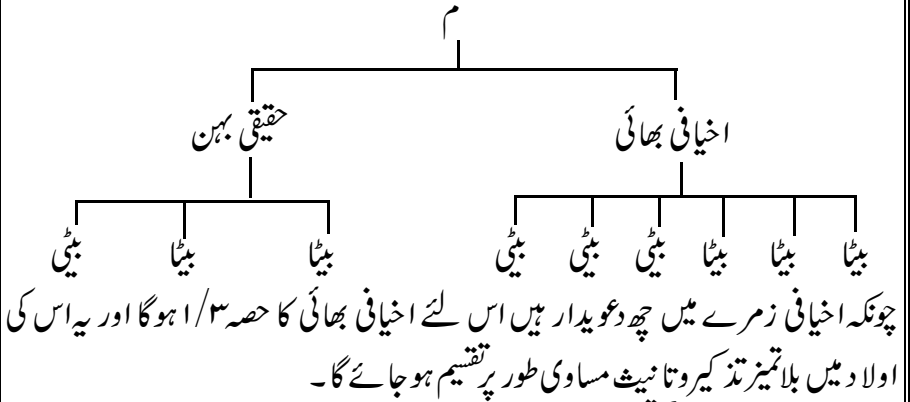 م
اخیافی بھائی حقیقی بہن
بیٹا بیٹا بیٹا بیٹی بیٹی بیٹی بیٹا بیٹا بیٹی
چونکہ اخیافی زمرے میں چھ دعویدار ہیں اس لئے اخیافی بھائی کا حصہ ۱/۳ ہوگا اور یہ اس کی
اولاد میں بلاتمیز تذکیر و تانیث مساوی طور پر تقسیم ہو جائے گا۔